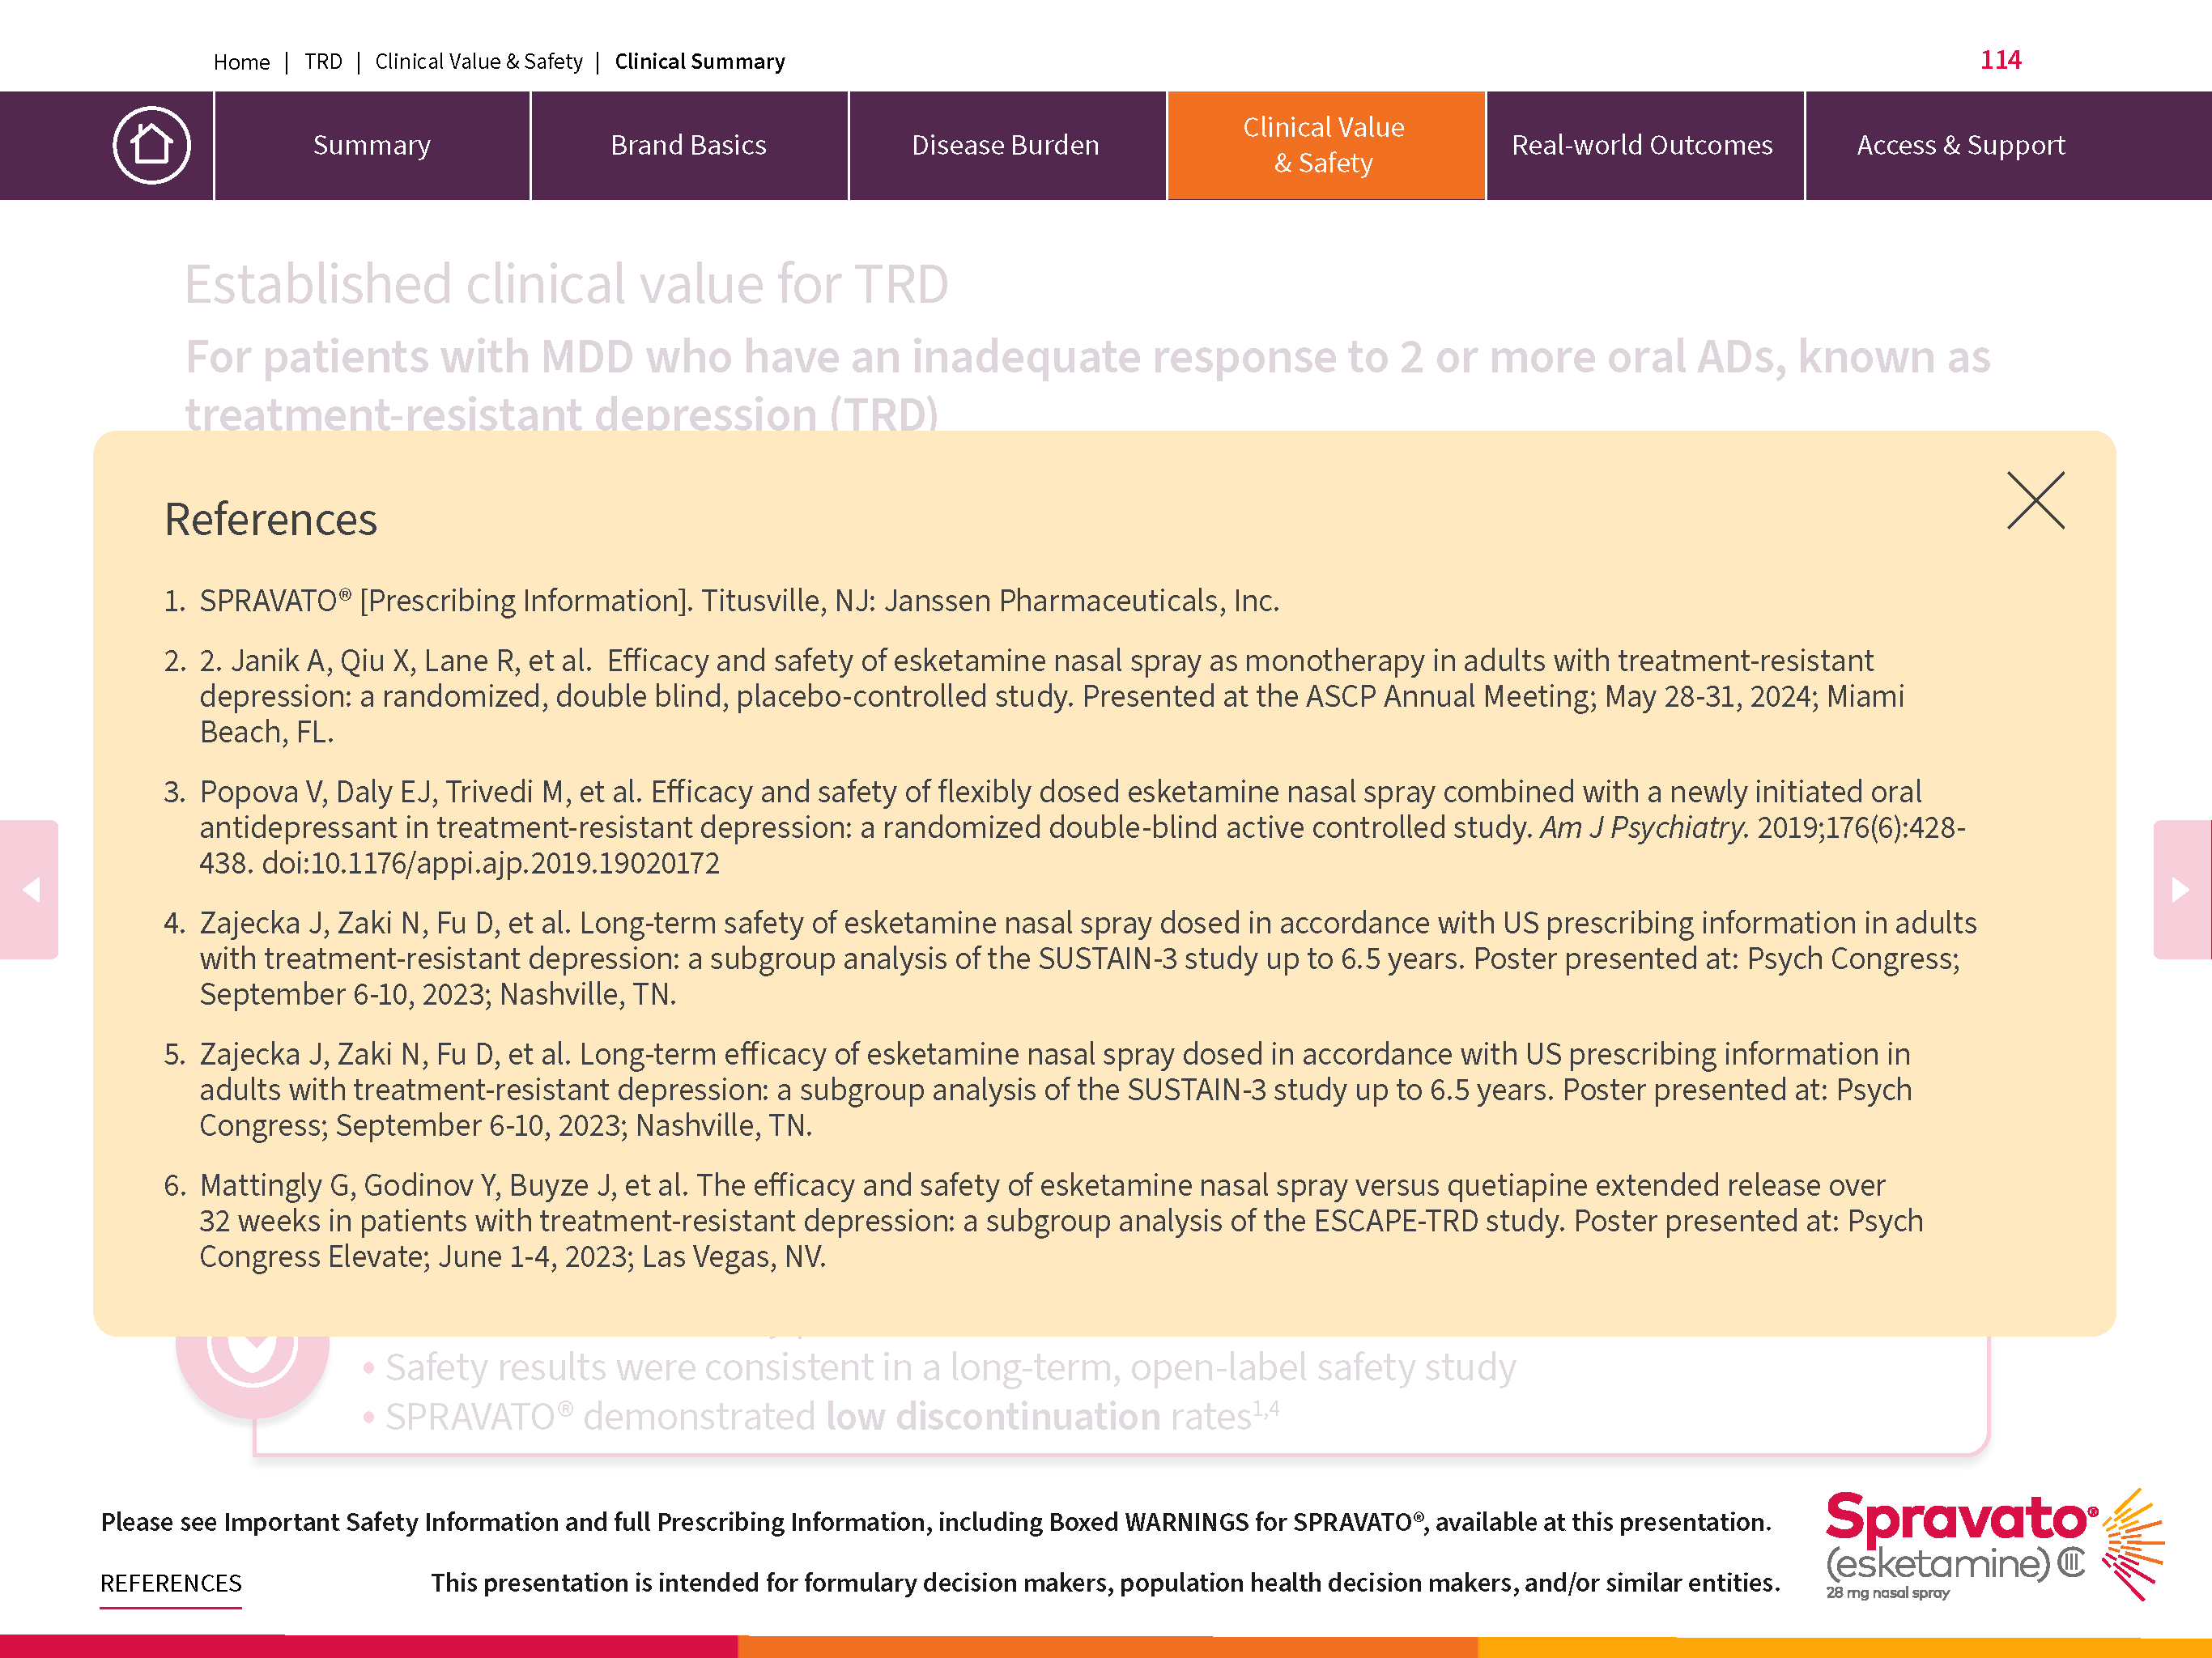 Home | TRD | Clinical Value & Safety | Clinical Summary
114
Summary
Brand Basics
Disease Burden
Clinical Value
& Safety
Real-world Outcomes
Access & Support
Established clinical value for TRD
For patients with MDD who have an inadequate response to 2 or more oral ADs, known as
treatment-resistant depression (TRD)
References
1. SPRAVATO® [Prescribing Information]. Titusville, NJ: Janssen Pharmaceuticals, Inc.
2. 2. Janik A, Qiu X, Lane R, et al. Efficacy and safety of esketamine nasal spray as monotherapy in adults with treatment-resistant
depression: a randomized, double blind, placebo-controlled study. Presented at the ASCP Annual Meeting; May 28-31, 2024; Miami
Beach, FL.
3. Popova V, Daly EJ, Trivedi M, et al. Efficacy and safety of flexibly dosed esketamine nasal spray combined with a newly initiated oral
antidepressant in treatment-resistant depression: a randomized double-blind active controlled study. Am J Psychiatry. 2019;176(6):428-
438. doi:10.1176/appi.ajp.2019.19020172
4. Zajecka J, Zaki N, Fu D, et al. Long-term safety of esketamine nasal spray dosed in accordance with US prescribing information in adults
with treatment-resistant depression: a subgroup analysis of the SUSTAIN-3 study up to 6.5 years. Poster presented at: Psych Congress;
September 6-10, 2023; Nashville, TN.
5. Zajecka J, Zaki N, Fu D, et al. Long-term efficacy of esketamine nasal spray dosed in accordance with US prescribing information in
adults with treatment-resistant depression: a subgroup analysis of the SUSTAIN-3 study up to 6.5 years. Poster presented at: Psych
Congress; September 6-10, 2023; Nashville, TN.
6. Mattingly G, Godinov Y, Buyze J, et al. The efficacy and safety of esketamine nasal spray versus quetiapine extended release over
32 weeks in patients with treatment-resistant depression: a subgroup analysis of the ESCAPE-TRD study. Poster presented at: Psych
Congress Elevate; June 1-4, 2023; Las Vegas, NV.
• Safety results were consistent in a long-term, open-label safety study
• SPRAVATO® demonstrated low discontinuation rates1,4
Please see Important Safety Information and full Prescribing Information, including Boxed WARNINGS for SPRAVATO®, available at this presentation.
REFERENCES
This presentation is intended for formulary decision makers, population health decision makers, and/or similar entities.
Spravato®
(esketamine) CIII
28 mg nasal spray